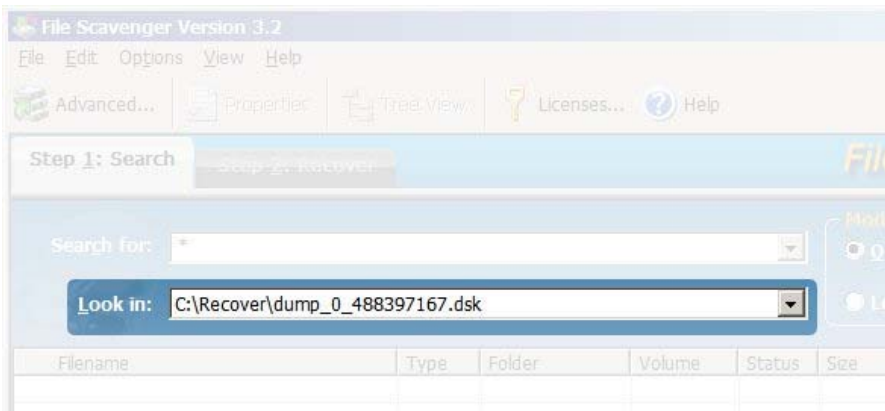 File Scavenger Version 3.2
File Edit Options View Help
Advanced... Properties Tree View Licenses... Help
Step 1: Search Step 2: Recover
Search for: *
Look in: C:\Recover\dump_0_488397167.dsk
Filename Type Folder Volume Status Size